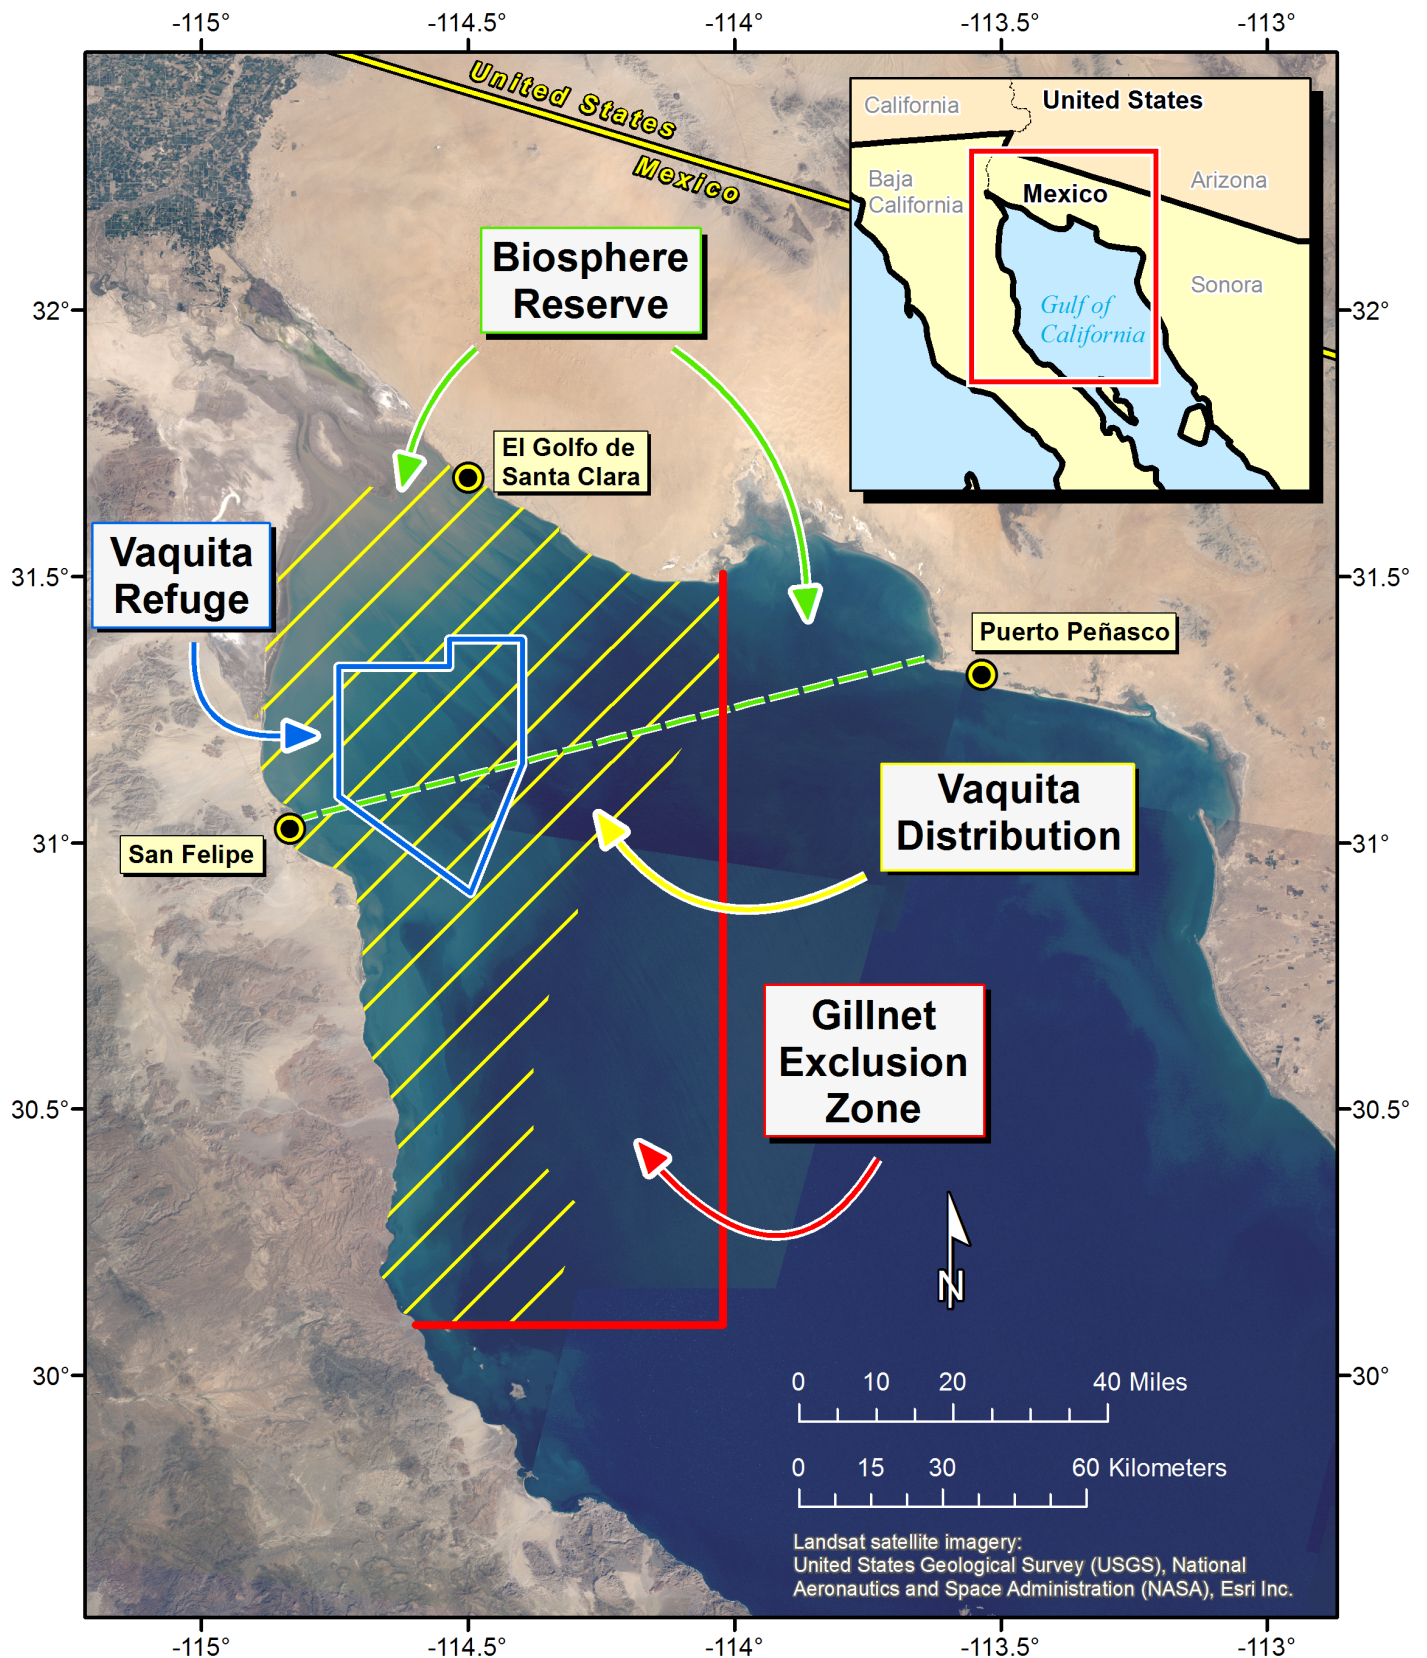 -115°
-114.5°
-114°
-113.5°
-113°
United States
Mexico
California
United States
Baja
California
Mexico
Arizona
Sonora
Gulf of
California
Biosphere
Reserve
32°
32°
El Golfo de
Santa Clara
Vaquita
Refuge
31.5°
31.5°
Puerto Peñasco
Vaquita
Distribution
San Felipe
31°
31°
Gillnet
Exclusion
Zone
30.5°
30.5°
N
30°
30°
0 10 20 40 Miles
0 15 30 60 Kilometers
Landsat satellite imagery:
United States Geological Survey (USGS), National
Aeronautics and Space Administration (NASA), Esri Inc.
-115°
-114.5°
-114°
-113.5°
-113°